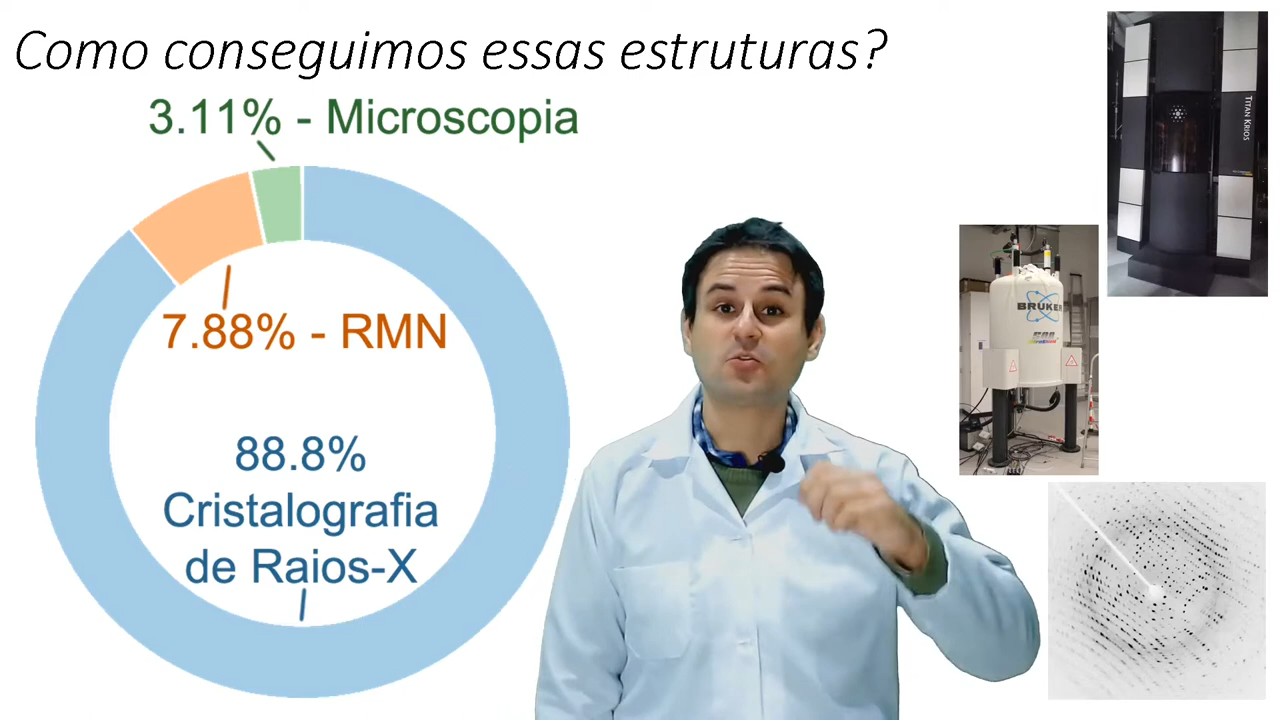 Como conseguimos essas estruturas?
3.11% - Microscopia
7.88% - RMN
88.8%
Cristalografia
de Raios-X
TITAN KRIOS
BRUKER